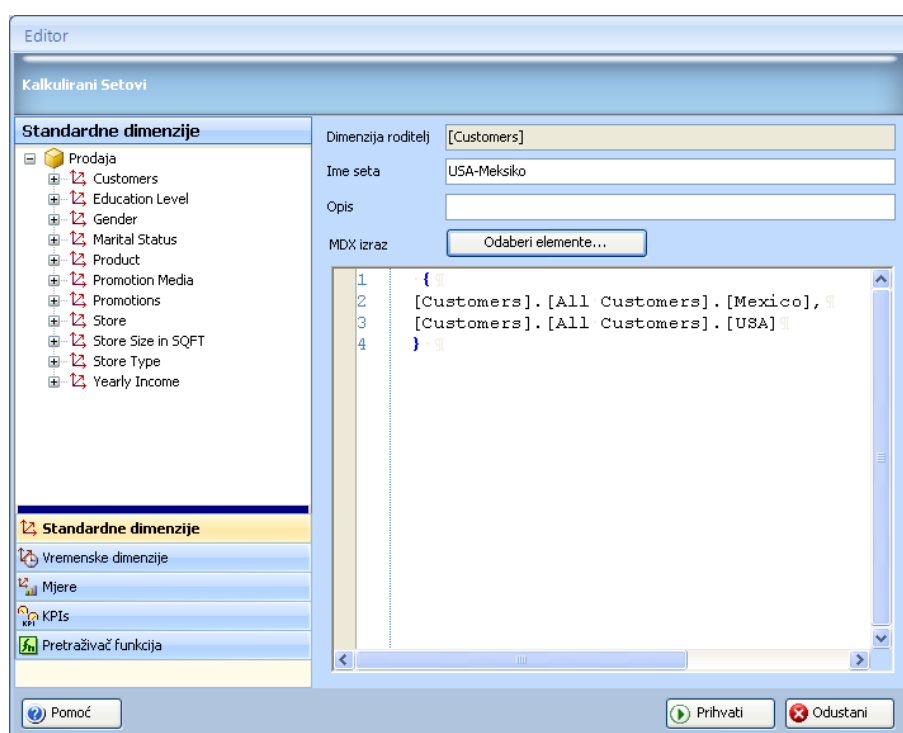 Editor
Kalkulirani Setovi
Standardne dimenzije
Prodaja
Customers
Education Level
Gender
Marital Status
Product
Promotion Media
Promotions
Store
Store Size in SQFT
Store Type
Yearly Income
Standardne dimenzije
Vremenske dimenzije
Mjere
KPI KPIs
fn Pretraživač funkcija
Dimenzija roditelj [Customers]
Ime seta USA-Meksiko
Opis
MDX izraz Odaberi elemente...
1 {
2 [Customers].[All Customers].[Mexico],
3 [Customers].[All Customers].[USA]
4 }
Pomoć Prihvati Odustani